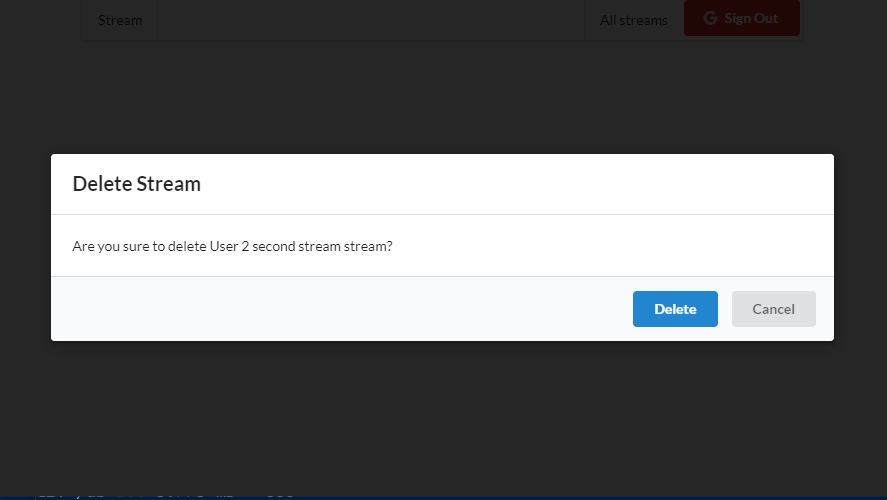 Stream
All streams
Sign Out
Delete Stream
Are you sure to delete User 2 second stream stream?
Delete
Cancel